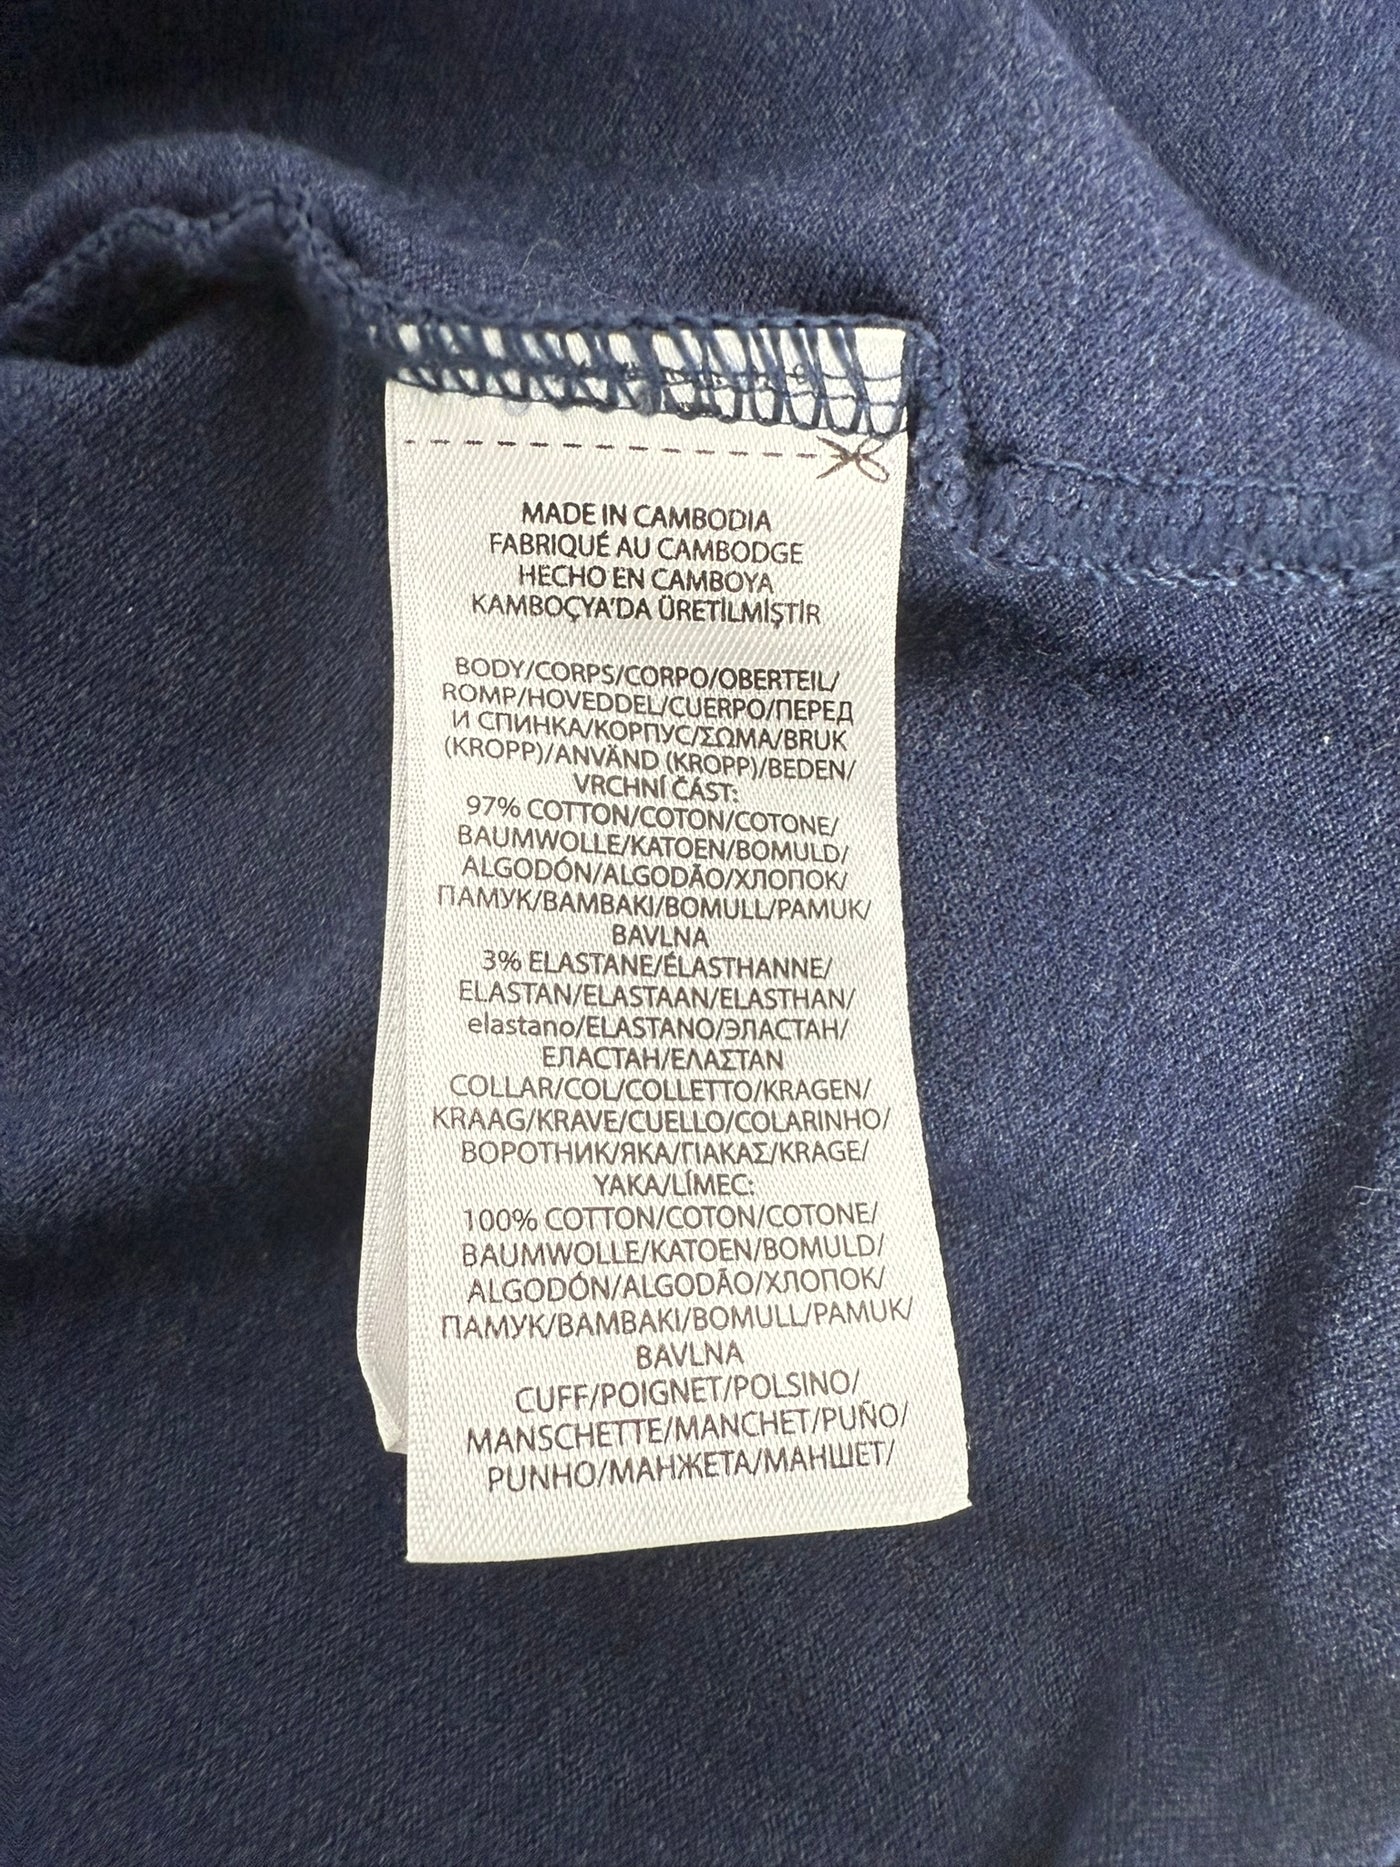 MADE IN CAMBODIA
FABRIQUÉ AU CAMBODGE
HECHO EN CAMBOYA
KAMBOÇYA'DA ÜRETİLMİŞTİR
BODY/CORPS/CORPO/OBERTEIL/
ROMP/HOVEDDEL/CUERPO/ПЕРЕД
И СПИНКА/КОРПУС/ΣΩΜΑ/BRUK
(KROPP)/ANVÄND (KROPP)/BEDEN/
VRCHNÍ ČÁST:
97% COTTON/COTON/COTONE/
BAUMWOLLE/KATOEN/BOMULD/
ALGODÓN/ALGODÃO/ХЛОПОК/
ПАМУК/BAMBAKI/BOMULL/PAMUK/
BAVLNA
3% ELASTANE/ÉLASTHANNE/
ELASTAN/ELASTAAN/ELASTHAN/
elastano/ELASTANO/ЭЛАСТАН/
ЕЛАСТАН/ΕΛΑΣΤΑΝ
COLLAR/COL/COLLETTO/KRAGEN/
KRAAG/KRAVE/CUELLO/COLARINHO/
ВОРОТНИК/ЯКА/ΓΙΑΚΑΣ/KRAGE/
YAKA/LÍMEC:
100% COTTON/COTON/COTONE/
BAUMWOLLE/KATOEN/BOMULD/
ALGODÓN/ALGODÃO/ХЛОПОК/
ПАМУК/BAMBAKI/BOMULL/PAMUK/
BAVLNA
CUFF/POIGNET/POLSINO/
MANSCHETTE/MANCHET/PUÑO/
PUNHO/МАНЖЕТА/МАНШЕТ/